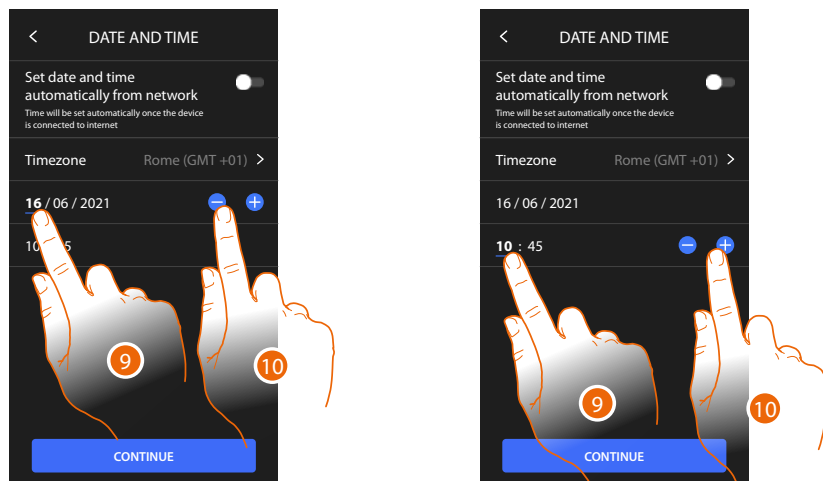 DATE AND TIME
Set date and time
automatically from network
Time will be set automatically once the device
is connected to internet
Timezone Rome (GMT +01)
16 / 06 / 2021
10 5
9
10
CONTINUE
DATE AND TIME
Set date and time
automatically from network
Time will be set automatically once the device
is connected to internet
Timezone Rome (GMT +01)
16 / 06 / 2021
10 : 45
9
10
CONTINUE